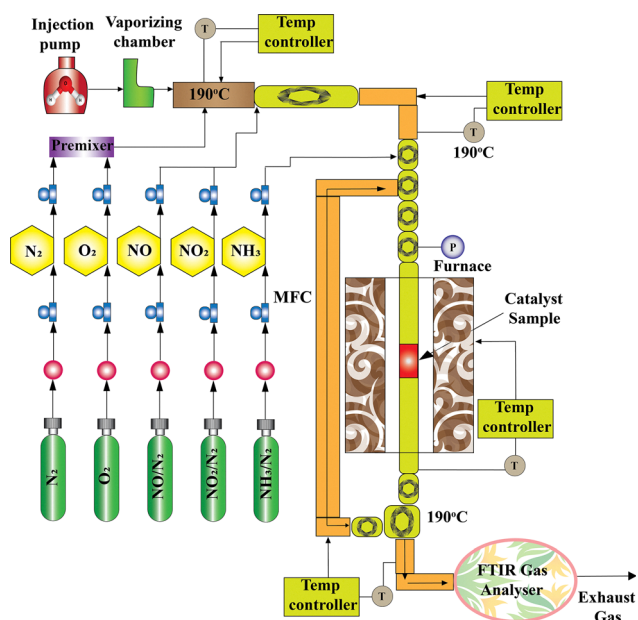 Injection
pump
Vaporizing
chamber
T
Temp
controller
190°C
Temp
controller
T
190°C
Premixer
N₂
O₂
NO
NO₂
NH₃
P
Furnace
MFC
Catalyst
Sample
Temp
controller
T
N₂
O₂
NO/N₂
NO₂/N₂
NH₃/N₂
190°C
Temp
controller
T
FTIR Gas
Analyser
Exhaust
Gas